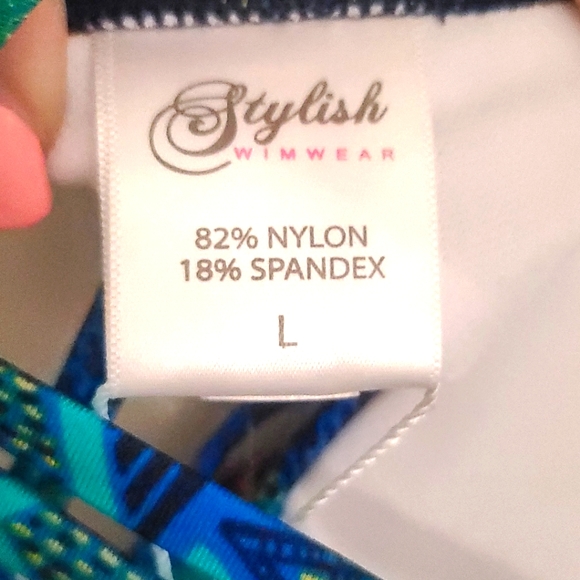 Stylish
WIMWEAR
82% NYLON
18% SPANDEX
L